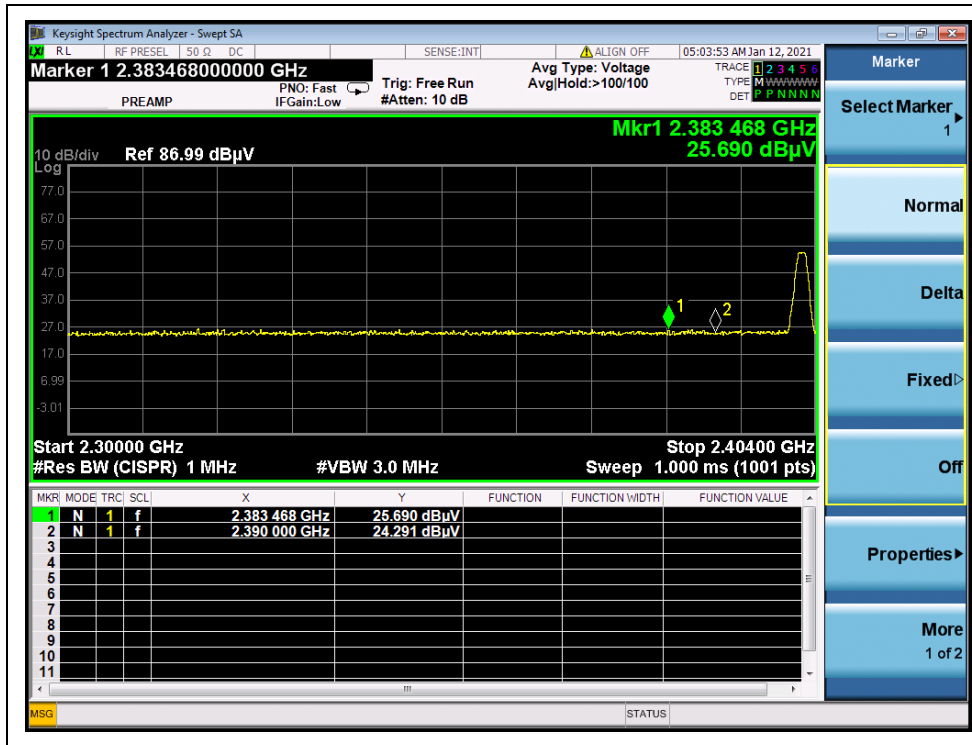 Keysight Spectrum Analyzer - Swept SA
LXI RL RF PRESEL 50 Ω DC SENSE:INT ALIGN OFF 05:03:53 AM Jan 12, 2021
Marker 1 2.383468000000 GHz
PREAMP
PNO: Fast
IFGain:Low
Trig: Free Run
#Atten: 10 dB
Avg Type: Voltage
Avg|Hold:>100/100
TRACE 1 2 3 4 5 6
TYPE M WWWWW
DET P P N N N N
Mkr1 2.383 468 GHz
25.690 dBµV
10 dB/div Ref 86.99 dBµV
Log
77.0
67.0
57.0
47.0
37.0
27.0
17.0
6.99
-3.01
1
2
Start 2.30000 GHz Stop 2.40400 GHz
#Res BW (CISPR) 1 MHz #VBW 3.0 MHz Sweep 1.000 ms (1001 pts)
MKR MODE TRC SCL X Y FUNCTION FUNCTION WIDTH FUNCTION VALUE
1 N 1 f 2.383 468 GHz 25.690 dBµV
2 N 1 f 2.390 000 GHz 24.291 dBµV
3
4
5
6
7
8
9
10
11
MSG STATUS
Marker
Select Marker
1
Normal
Delta
Fixed
Off
Properties
More
1 of 2